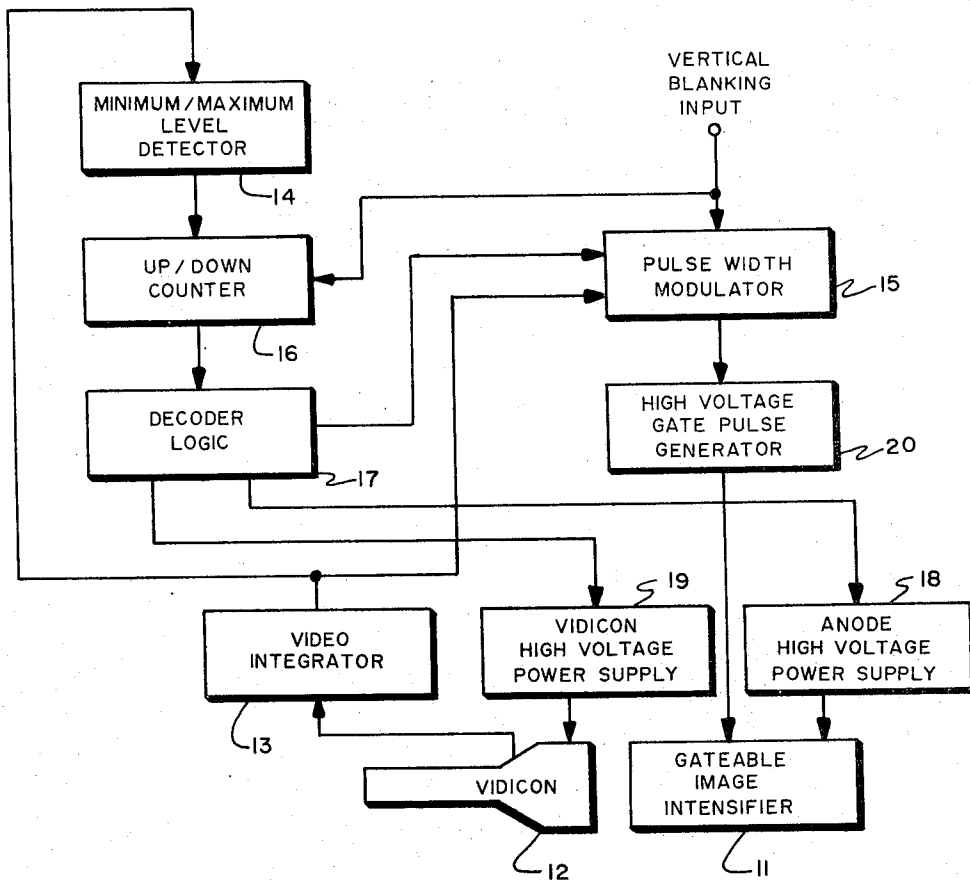 VERTICAL
BLANKING
INPUT
MINIMUM/MAXIMUM
LEVEL
DETECTOR
14
UP/DOWN
COUNTER
16
PULSE WIDTH
MODULATOR
15
DECODER
LOGIC
17
HIGH VOLTAGE
GATE PULSE
GENERATOR
20
VIDEO
INTEGRATOR
13
19
VIDICON
HIGH VOLTAGE
POWER SUPPLY
18
ANODE
HIGH VOLTAGE
POWER SUPPLY
VIDICON
12
GATEABLE
IMAGE
INTENSIFIER
11